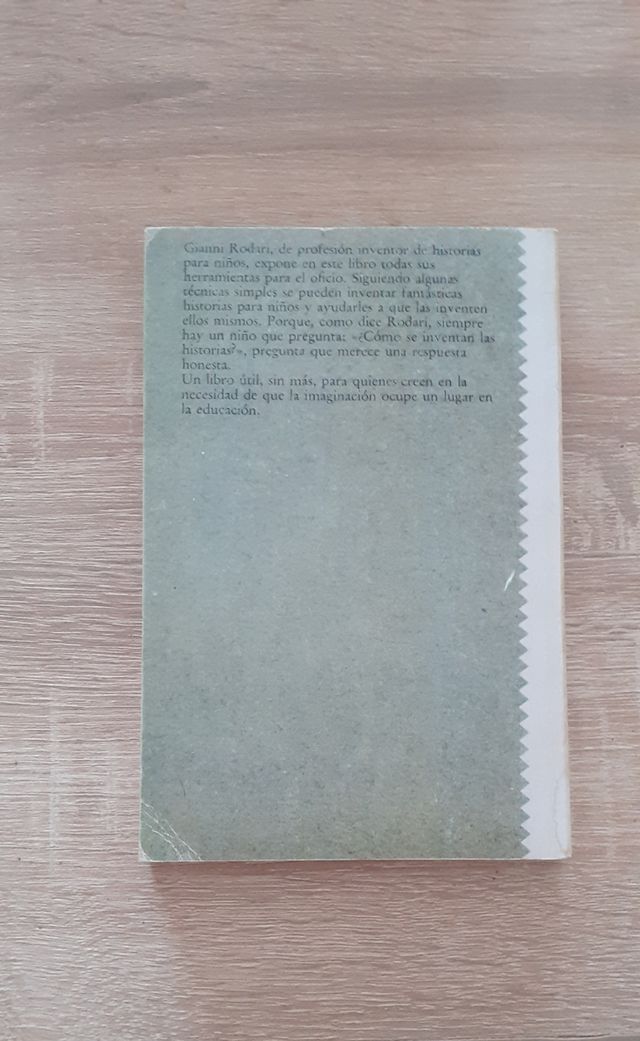 Gianni Rodari, de profesión inventor de historias
para niños, expone en este libro todas sus
herramientas para el oficio. Siguiendo algunas
técnicas simples se pueden inventar fantásticas
historias para niños y ayudarles a que las inventen
ellos mismos. Porque, como dice Rodari, siempre
hay un niño que pregunta: «¿Cómo se inventan las
historias?», pregunta que merece una respuesta
honesta.
Un libro útil, sin más, para quienes creen en la
necesidad de que la imaginación ocupe un lugar en
la educación.